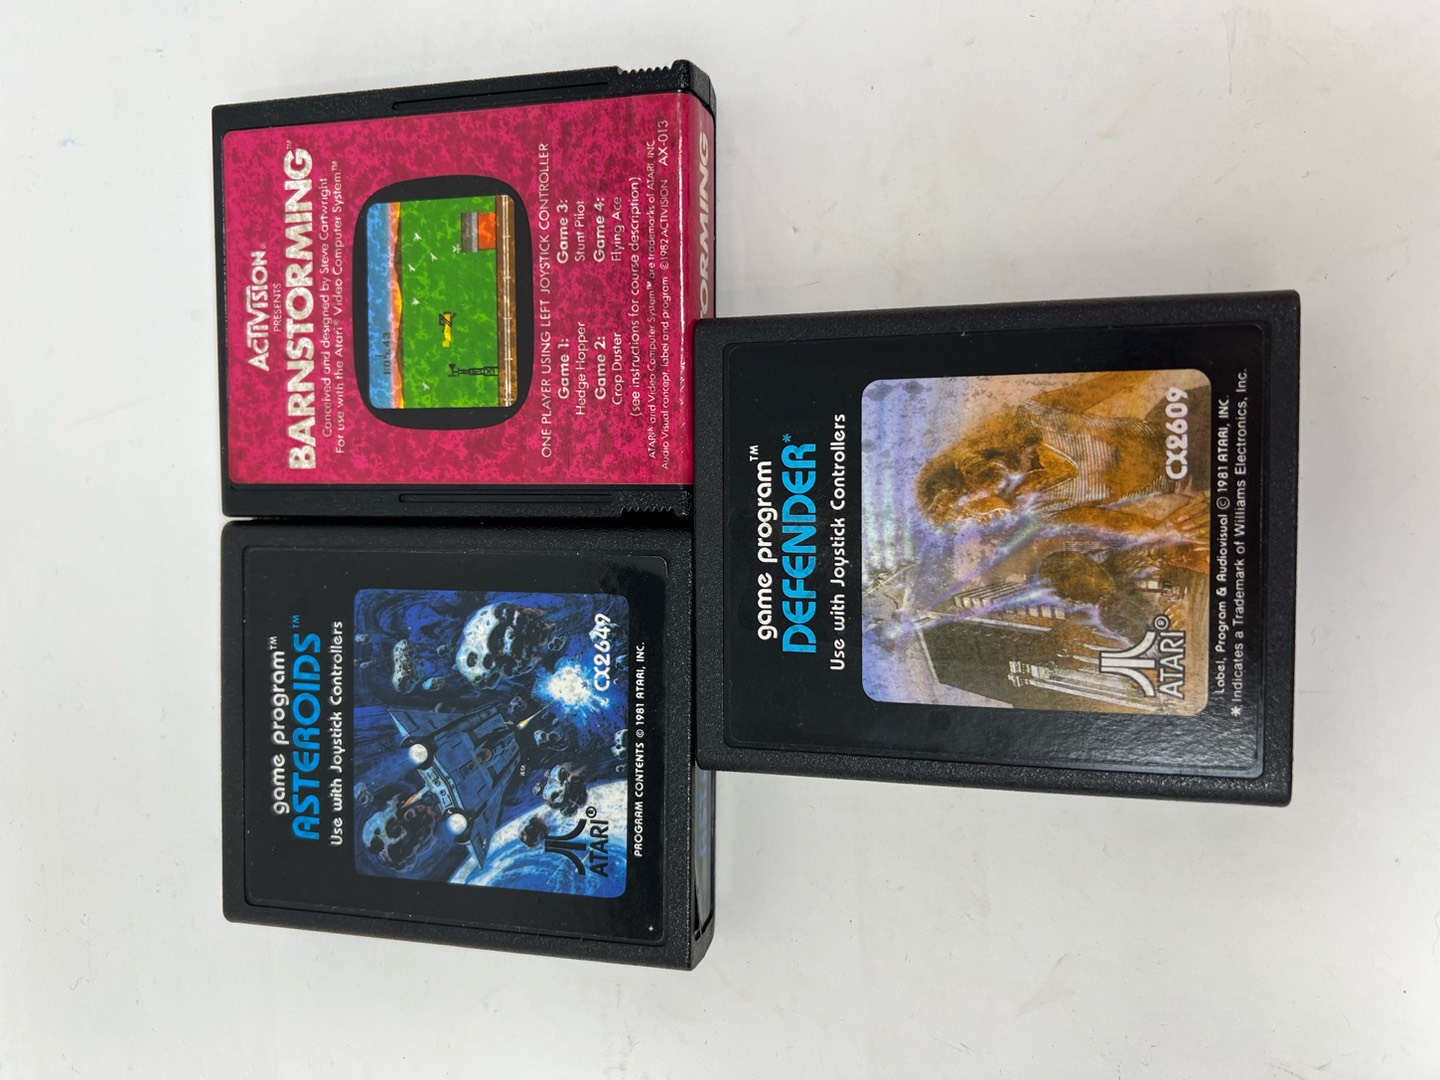 ACTIVISION®
PRESENTS
BARNSTORMING™
Conceived and designed by Steve Cartwright
For use with the Atari® Video Computer System™
1:05.43
ONE PLAYER USING LEFT JOYSTICK CONTROLLER
Game 1:
Hedge Hopper
Game 2:
Crop Duster
Game 3:
Stunt Pilot
Game 4:
Flying Ace
(see instructions for course description)
ATARI® and Video Computer System™ are trademarks of ATARI INC
Audio Visual concept, label and program ©1982 ACTIVISION AX-013
ORMING
game program™
ASTEROIDS™
Use with Joystick Controllers
CX2649
ATARI®
PROGRAM CONTENTS © 1981 ATARI, INC.
game program™
DEFENDER*
Use with Joystick Controllers
CX2609
ATARI®
Label, Program & Audiovisual © 1981 ATARI, INC.
* Indicates a Trademark of Williams Electronics, Inc.